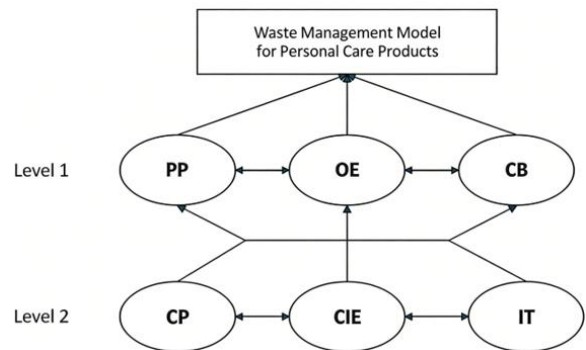 Waste Management Model
for Personal Care Products
Level 1
PP
OE
CB
Level 2
CP
CIE
IT